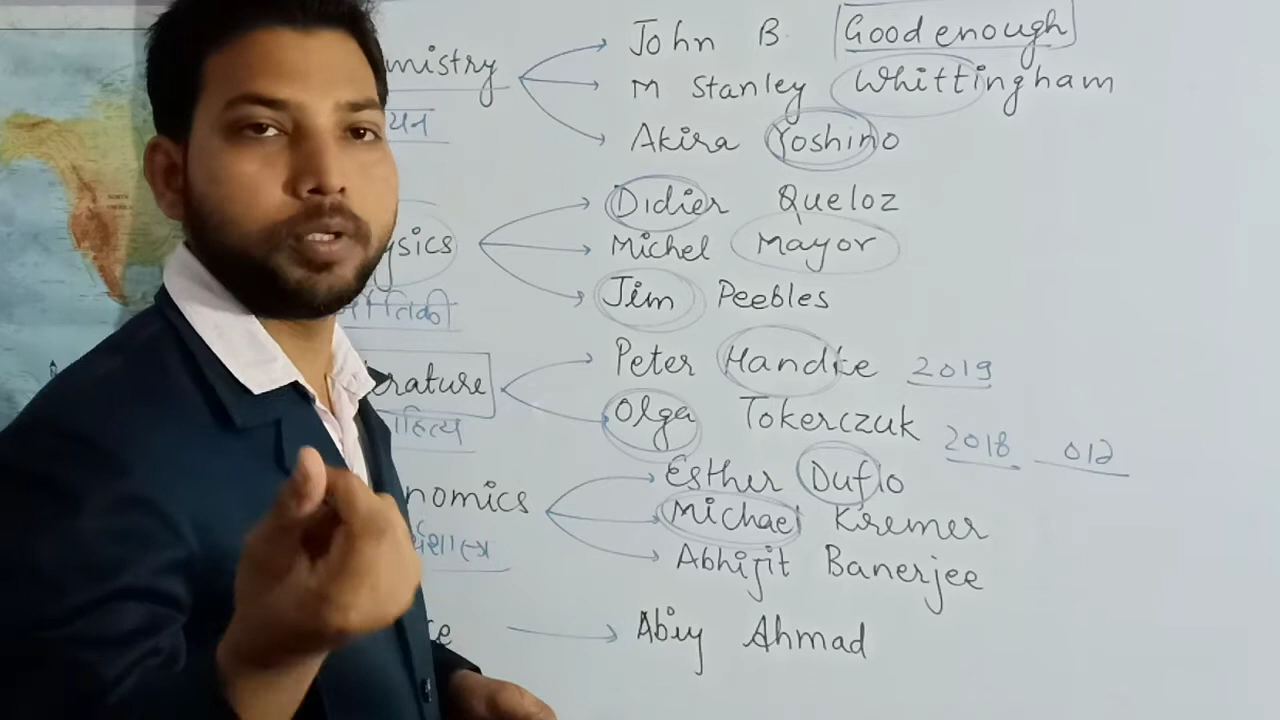 mistry John B. Goodenough
यन M Stanley Whittingham
Akira Yoshino
Didier Queloz
ysics Michel Mayor
तिकी Jim Peebles
Peter Handke 2019
erature Olga Tokerczuk 2018 012
हित्य Esther Duflo
nomics Michael Kremer
शास्त्र Abhijit Banerjee
ce Abiy Ahmad